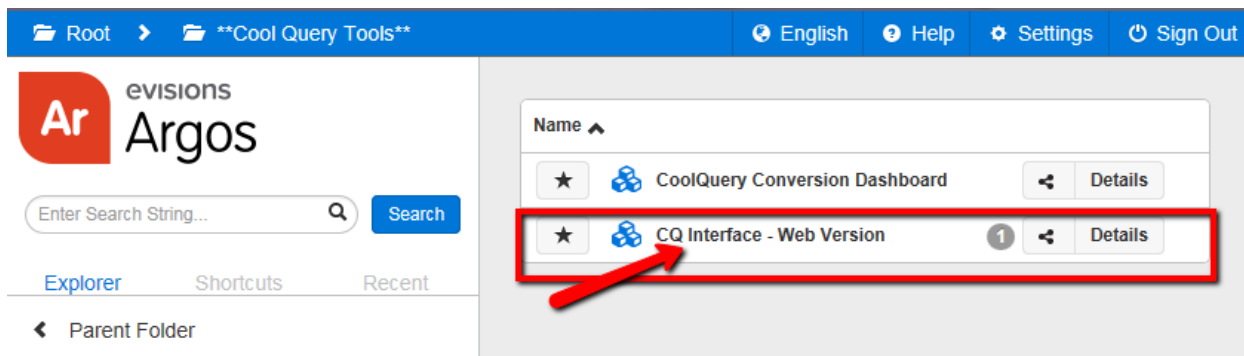 Root **Cool Query Tools** English Help Settings Sign Out
Ar evisions
Argos
Enter Search String... Search
Explorer Shortcuts Recent
Parent Folder
Name
CoolQuery Conversion Dashboard Details
CQ Interface - Web Version 1 Details